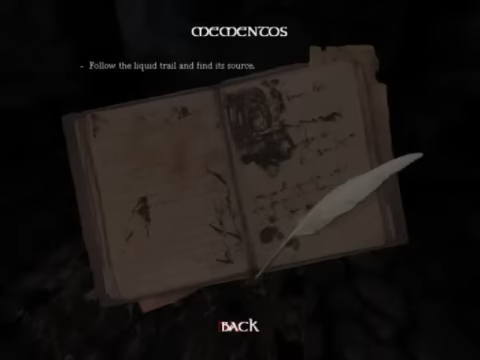 MEMENTOS
- Follow the liquid trail and find its source.
BACK